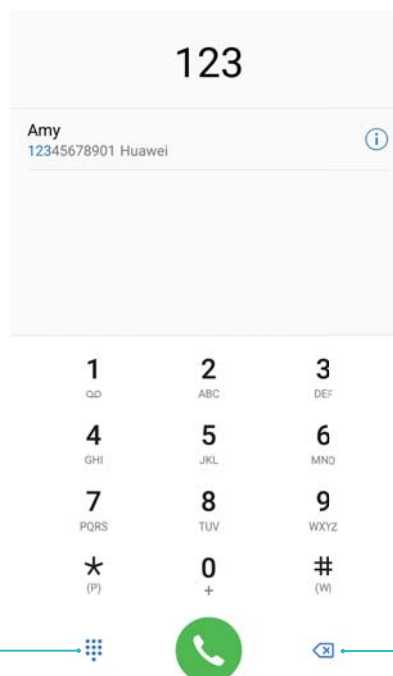 123
Amy
12345678901 Huawei
1 2 3
ABC DEF
4 5 6
GHI JKL MNO
7 8 9
PQRS TUV WXYZ
* 0 #
(P) + (W)